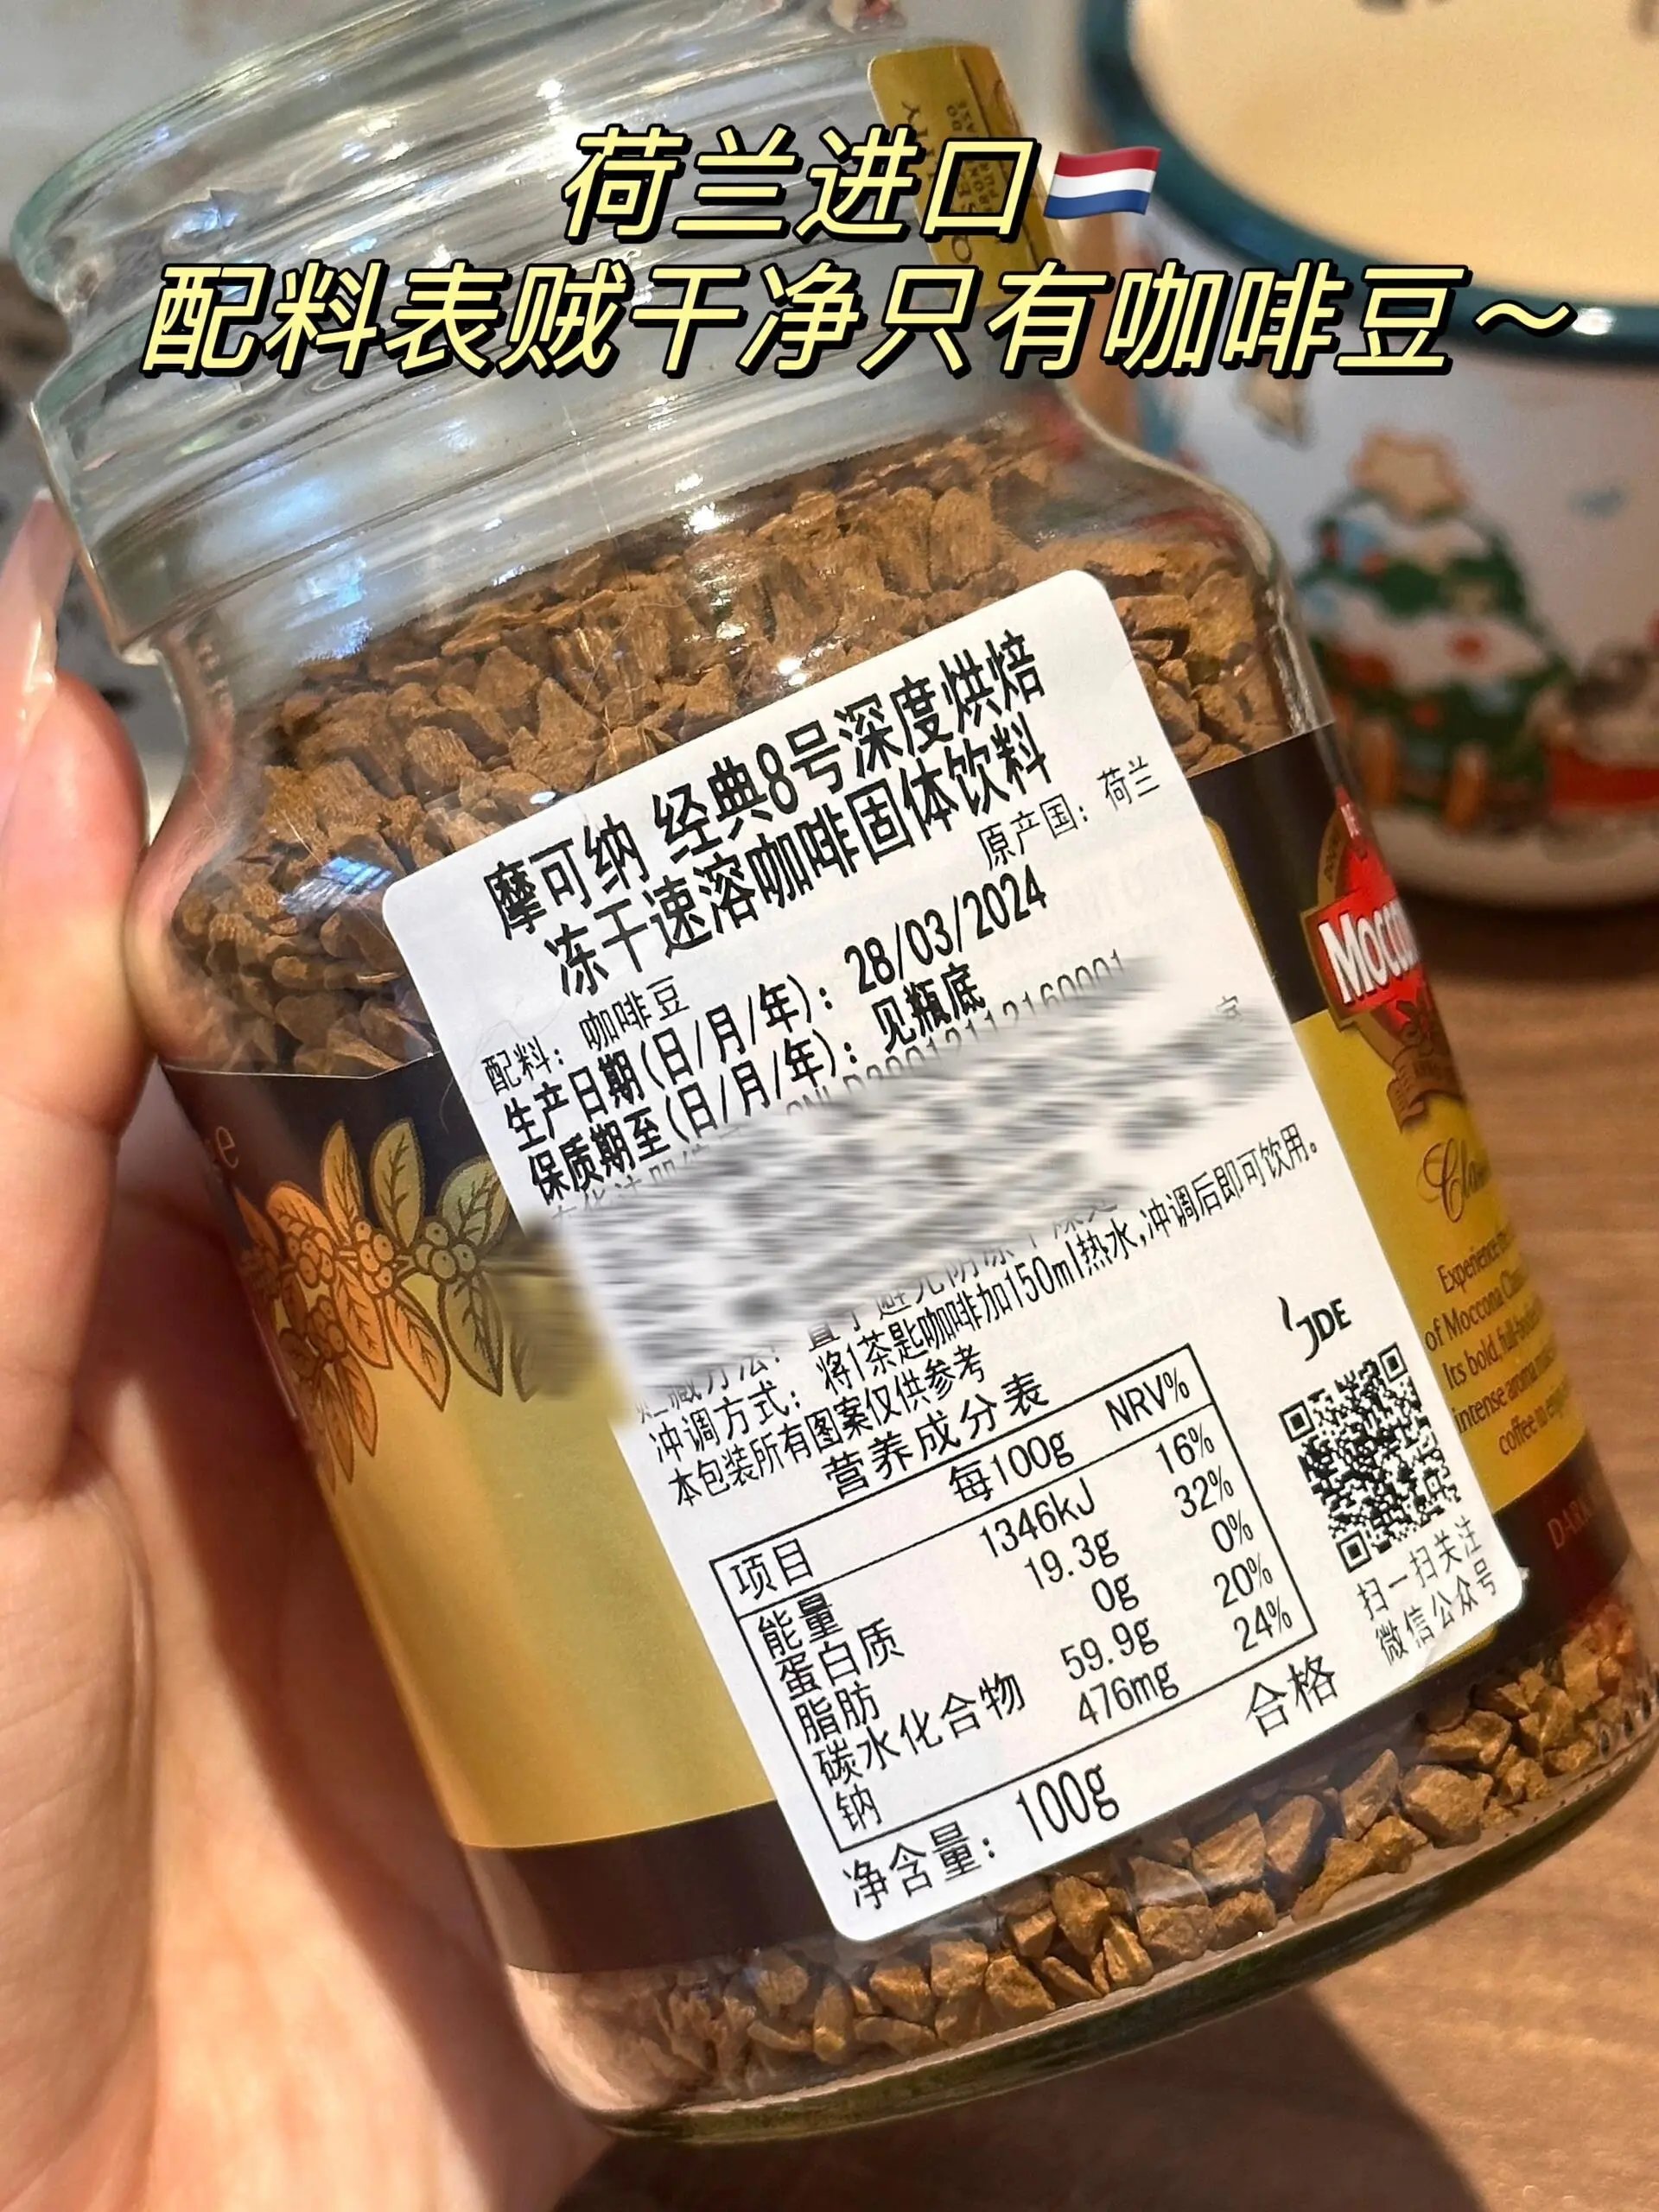 荷兰进口
配料表贼干净只有咖啡豆～
摩可纳 经典8号深度烘焙
冻干速溶咖啡固体饮料
原产国：荷兰
配料：咖啡豆
生产日期(日/月/年)：28/03/2024
保质期至(日/月/年)：见瓶底
冲调方式：将1茶匙咖啡加150ml热水,冲调后即可饮用。
本包装所有图案仅供参考
营养成分表
项目 每100g NRV%
能量 1346kJ 16%
蛋白质 19.3g 32%
脂肪 0g 0%
碳水化合物 59.9g 20%
钠 476mg 24%
净含量：100g
合格
JDE
扫一扫关注
微信公众号
Experience
of Moccona
Its bold,
intense aroma
coffee